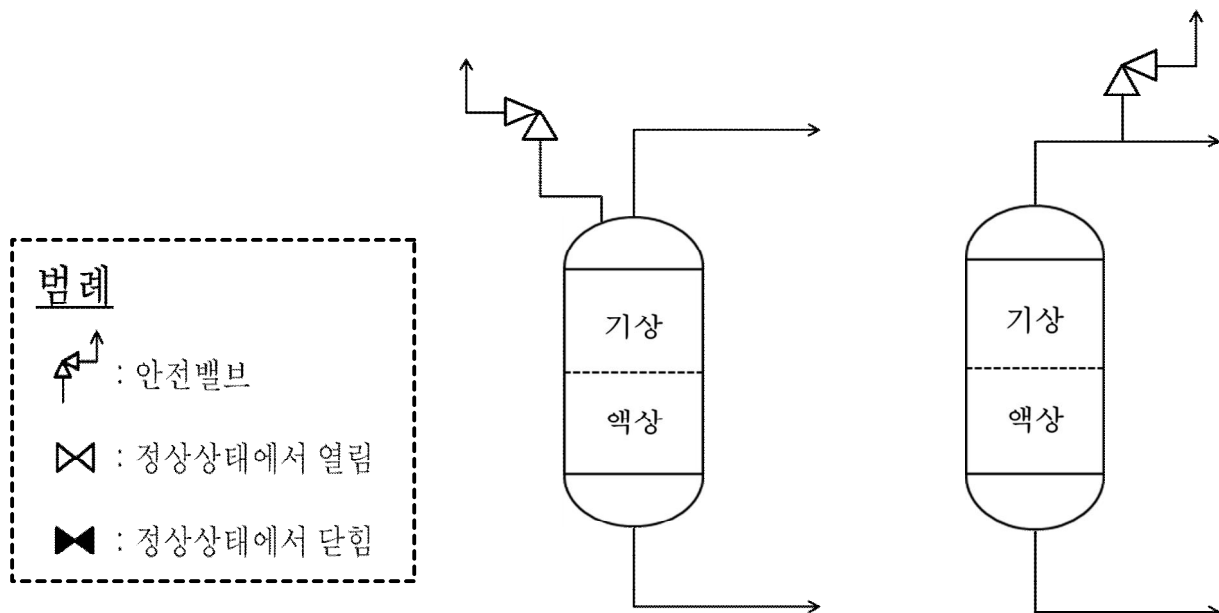 범례
: 안전밸브
: 정상상태에서 열림
: 정상상태에서 닫힘
기상
액상
기상
액상